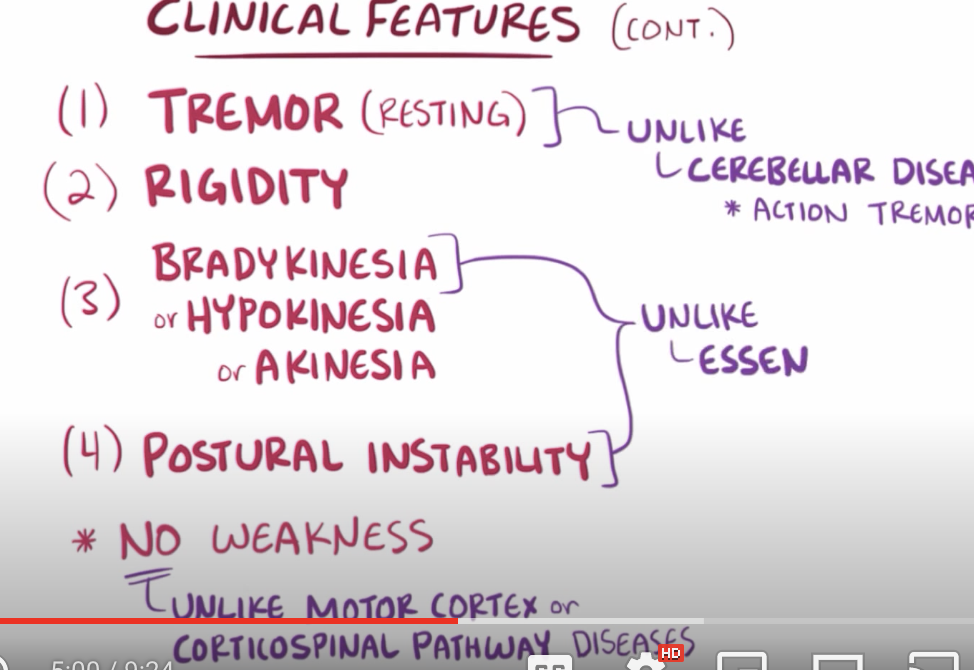 CLINICAL FEATURES (CONT.)
(1) TREMOR (RESTING)
UNLIKE
CEREBELLAR DISEA
* ACTION TREMOR
(2) RIGIDITY
(3) BRADYKINESIA
or HYPOKINESIA
or AKINESIA
UNLIKE
ESSEN
(4) POSTURAL INSTABILITY
* NO WEAKNESS
UNLIKE MOTOR CORTEX or
CORTICOSPINAL PATHWAY DISEASES
5:00 / 9:24
HD